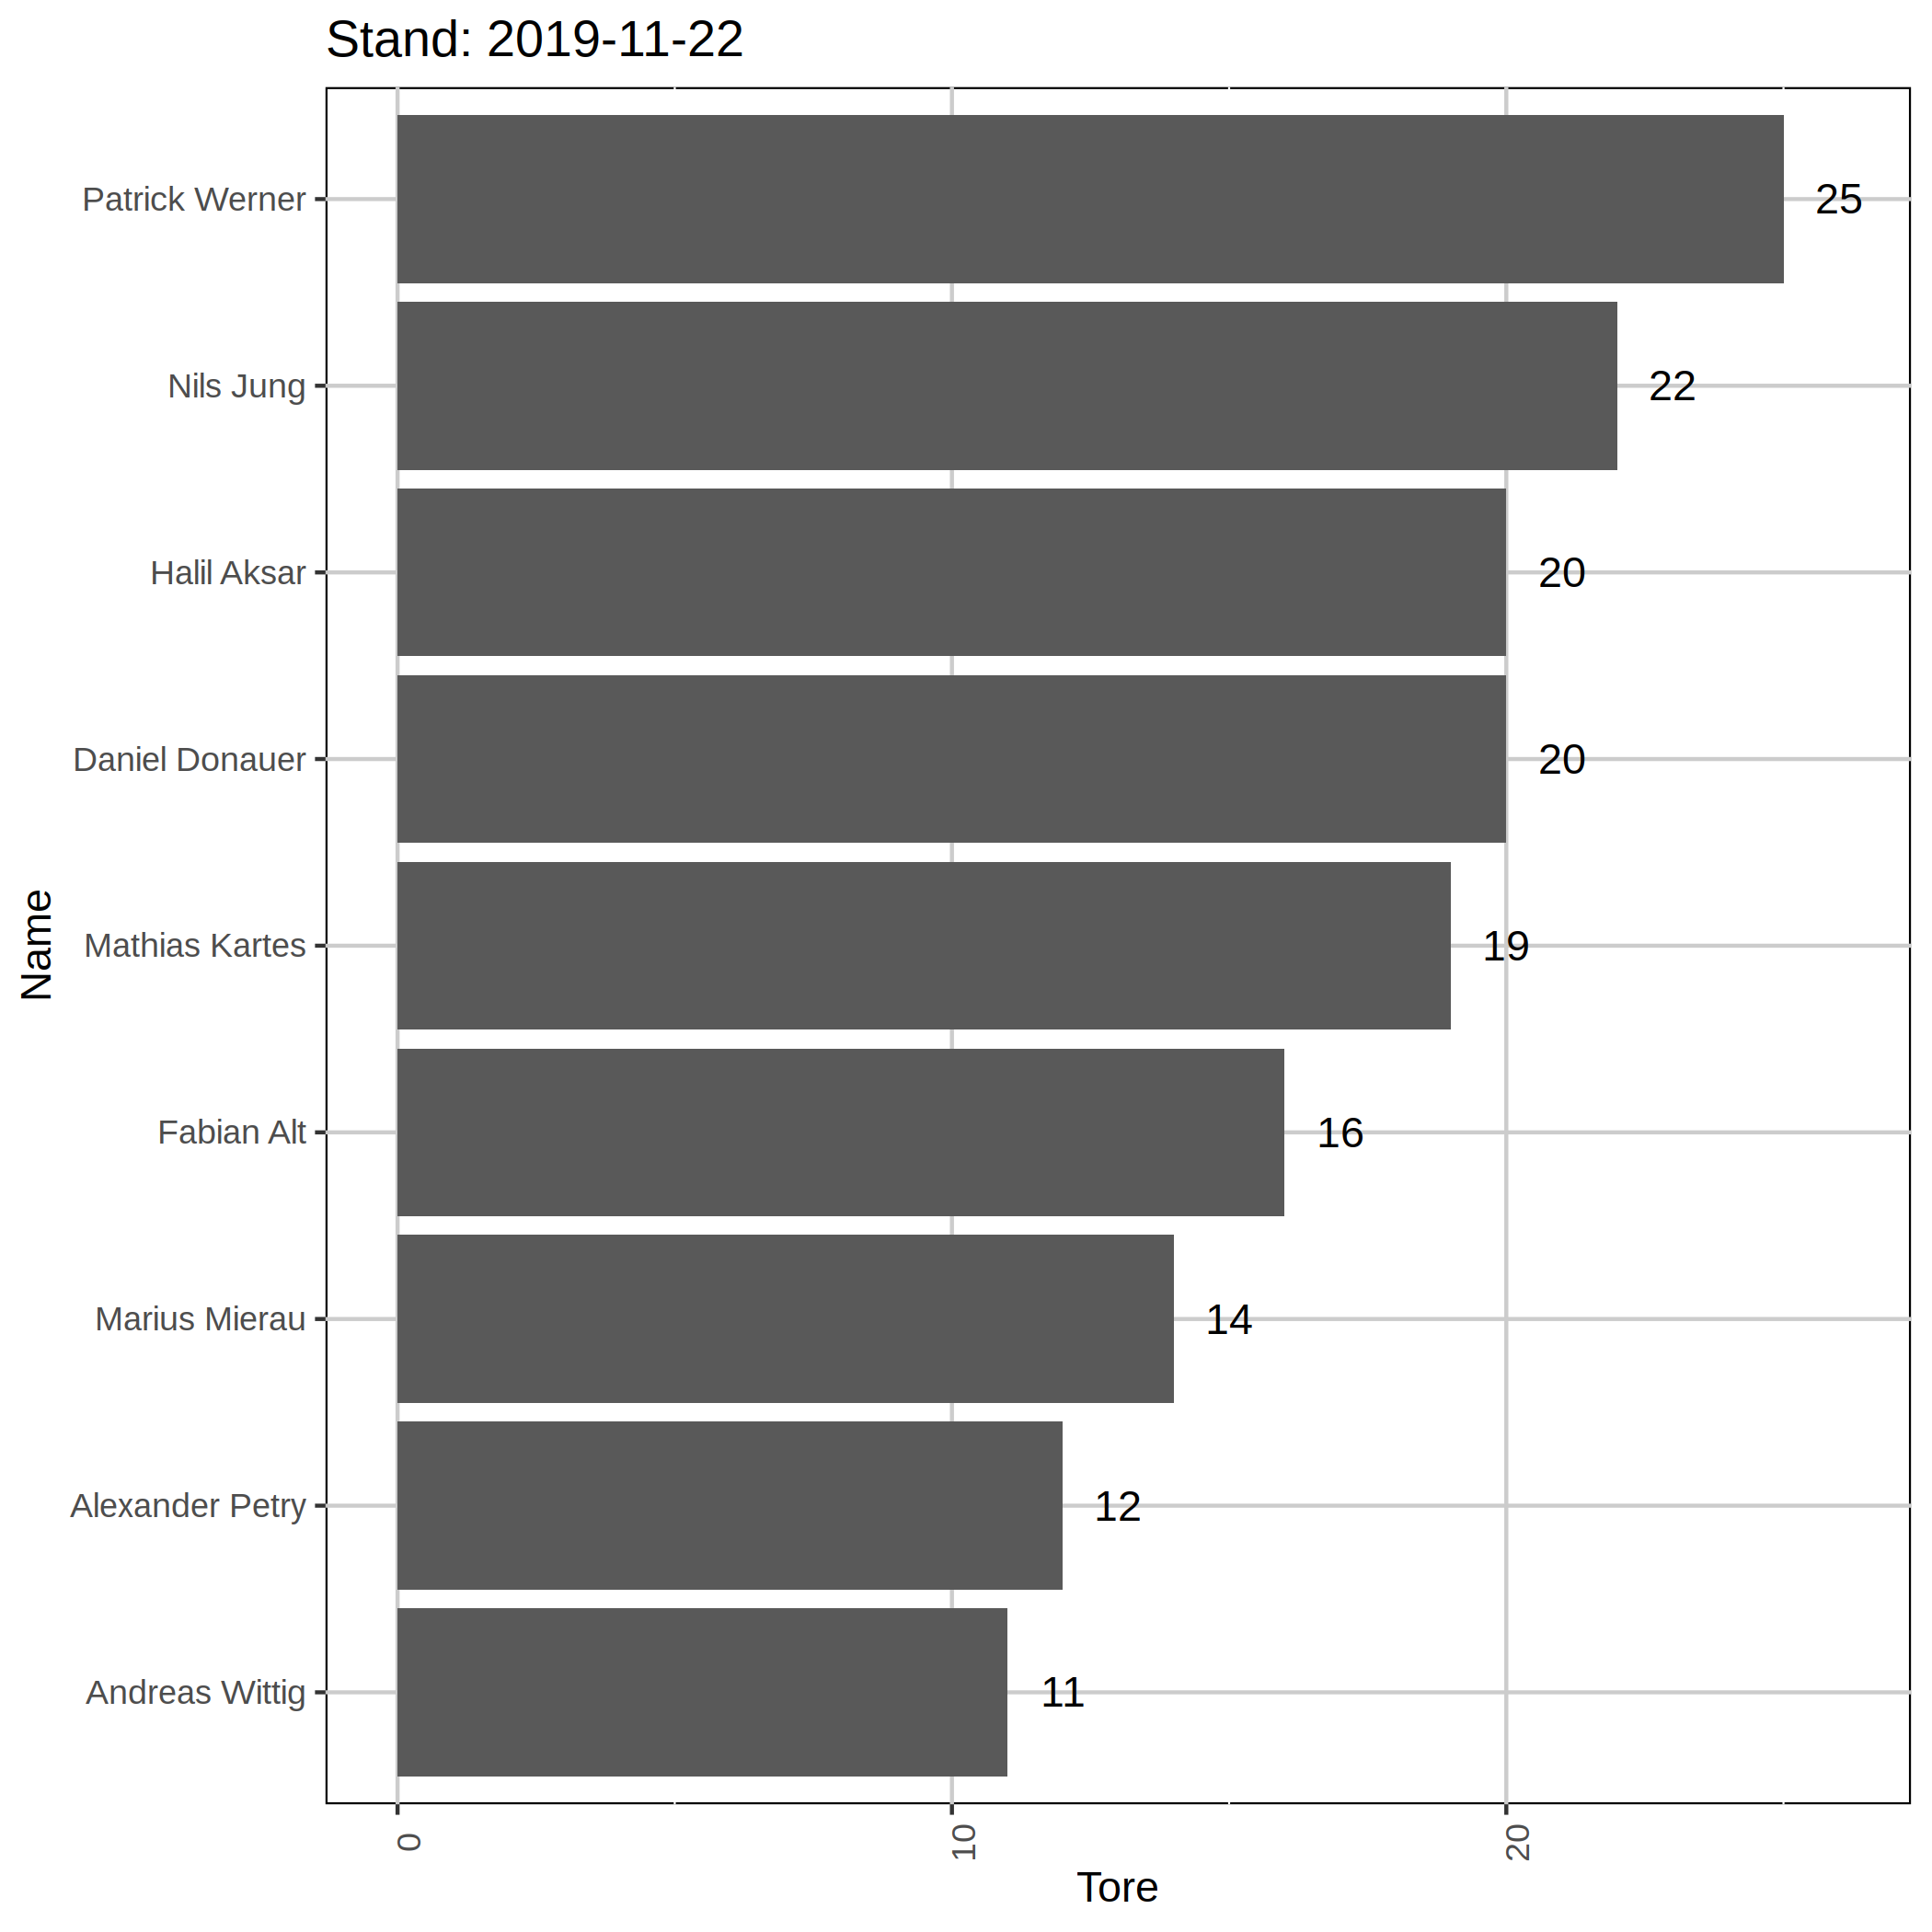 Stand: 2019-11-22
Patrick Werner 25
Nils Jung 22
Halil Aksar 20
Daniel Donauer 20
Mathias Kartes 19
Fabian Alt 16
Marius Mierau 14
Alexander Petry 12
Andreas Wittig 11
Name
0 10 20
Tore